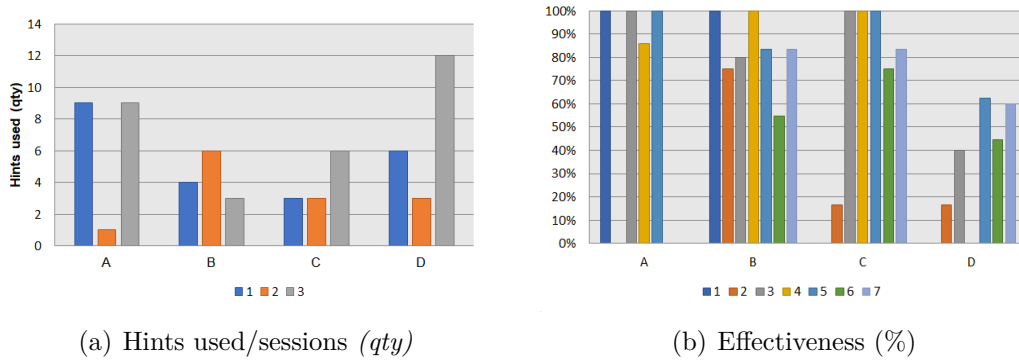 14
12
10
8
6
4
2
0
Hints used (qty)
A B C D
1 2 3
(a) Hints used/sessions (qty)
100%
90%
80%
70%
60%
50%
40%
30%
20%
10%
0%
A B C D
1 2 3 4 5 6 7
(b) Effectiveness (%)